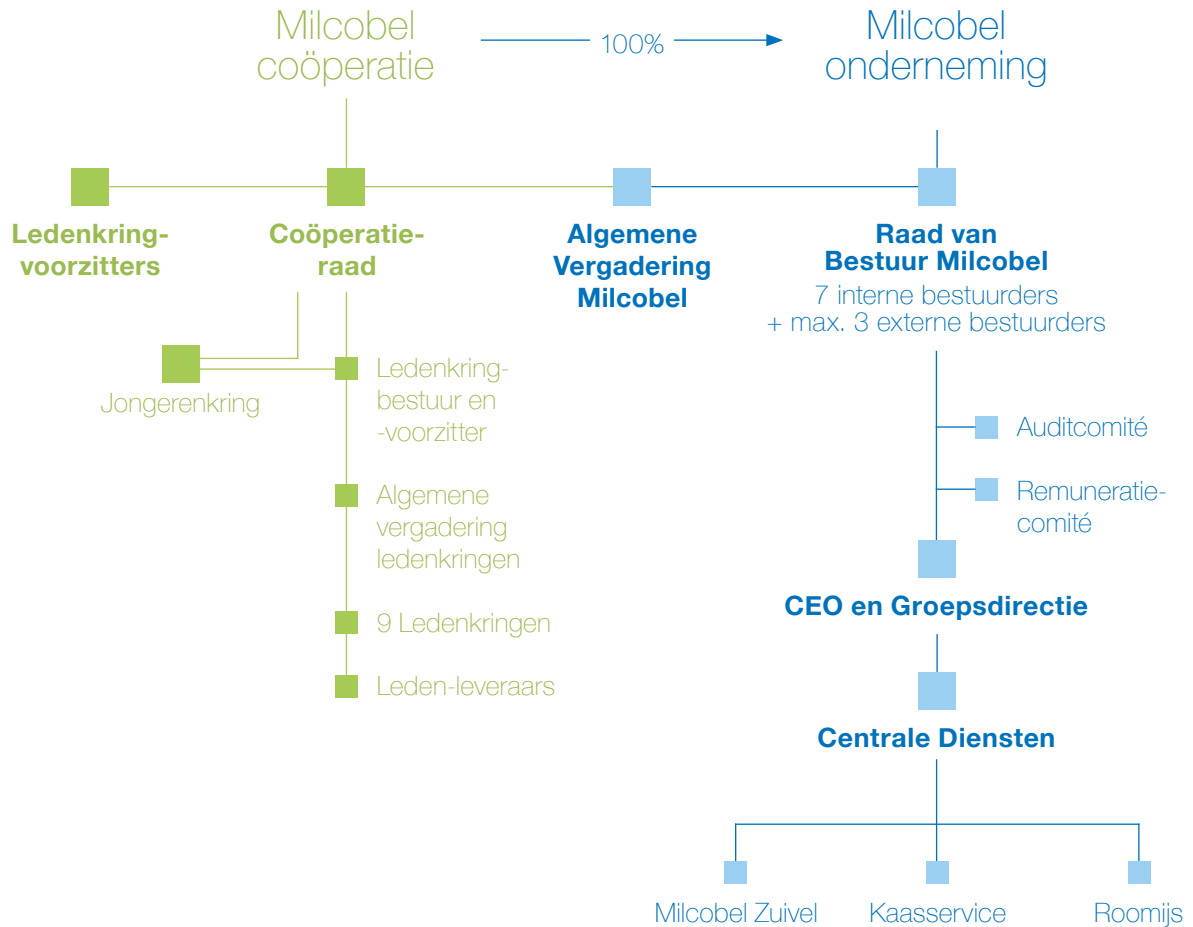 Milcobel
coöperatie
100%
Milcobel
onderneming
Ledenkring-
voorzitters
Coöperatie-
raad
Algemene
Vergadering
Milcobel
Raad van
Bestuur Milcobel
7 interne bestuurders
+ max. 3 externe bestuurders
Jongerenkring
Ledenkring-
bestuur en
-voorzitter
Algemene
vergadering
ledenkringen
9 Ledenkringen
Leden-leveraars
Auditcomité
Remuneratie-
comité
CEO en Groepsdirectie
Centrale Diensten
Milcobel Zuivel
Kaasservice
Roomijs